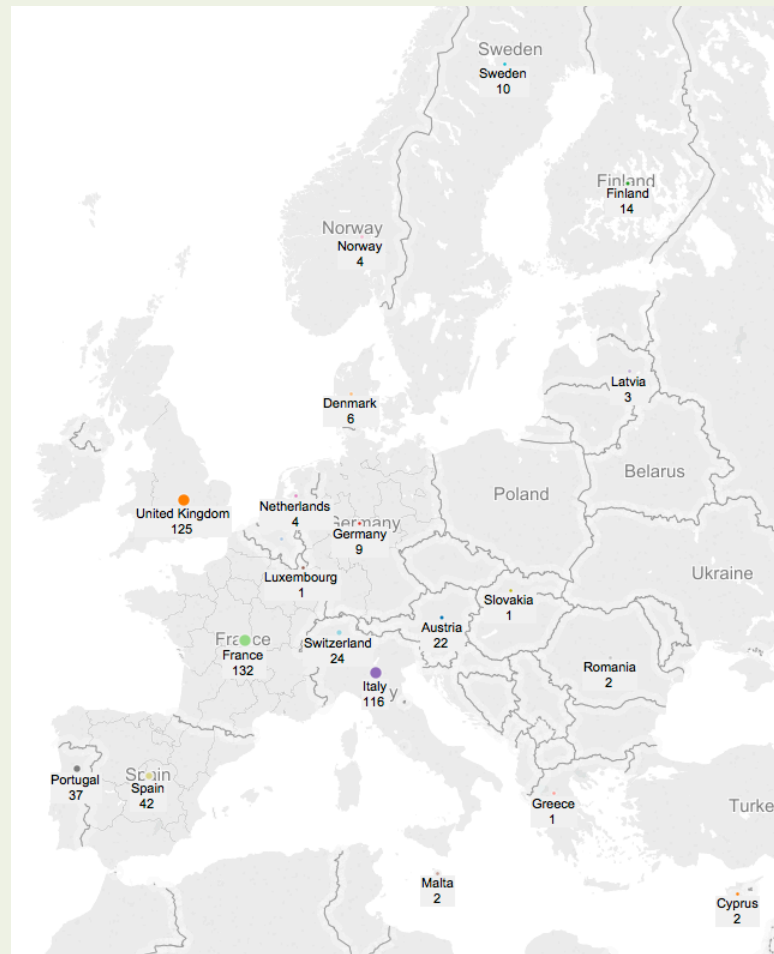 Sweden
Sweden
10
Finland
Finland
14
Norway
Norway
4
Latvia
3
Denmark
6
Belarus
Poland
United Kingdom
125
Netherlands
4
Germany
Germany
9
Ukraine
Luxembourg
1
Slovakia
1
Austria
22
France
France
132
Switzerland
24
Romania
2
Italy
116
y
Portugal
37
Spain
Spain
42
Greece
1
Turke
Malta
2
Cyprus
2